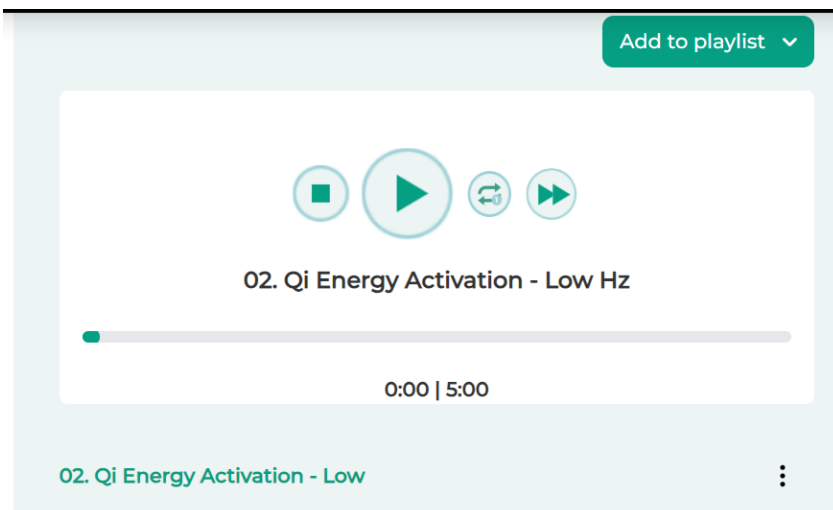 Add to playlist
02. Qi Energy Activation - Low Hz
0:00 | 5:00
02. Qi Energy Activation - Low